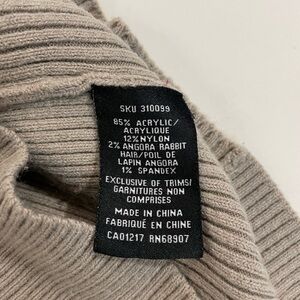 SKU 310099
85% ACRYLIC/
ACRYLIQUE
12%NYLON
2% ANGORA RABBIT
HAIR/POIL DE
LAPIN ANGORA
1% SPANDEX
EXCLUSIVE OF TRIMS/
GARNITURES NON
COMPRISES
MADE IN CHINA
FABRIQUÉ EN CHINE
CA01217 RN68907